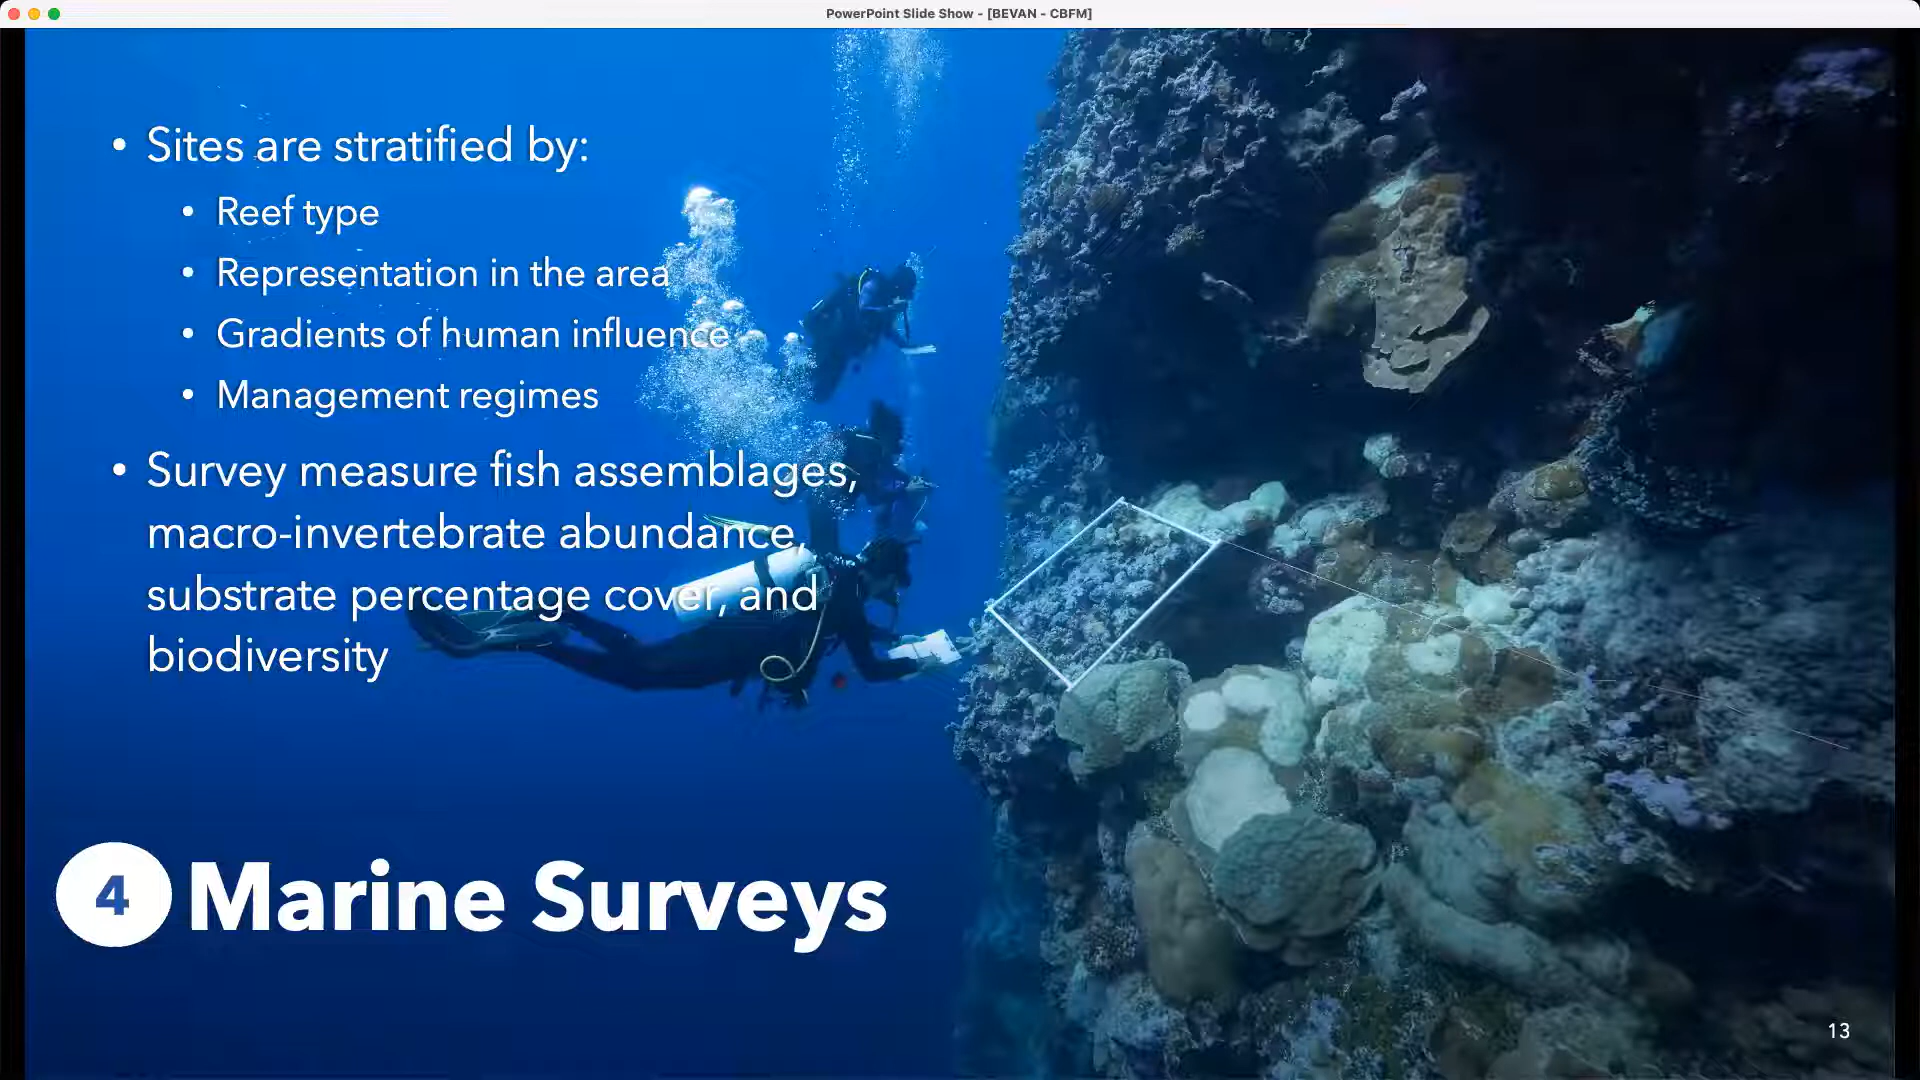 PowerPoint Slide Show - [BEVAN - CBFM]
• Sites are stratified by:
• Reef type
• Representation in the area
• Gradients of human influence
• Management regimes
• Survey measure fish assemblages,
macro-invertebrate abundance,
substrate percentage cover, and
biodiversity
4 Marine Surveys
13